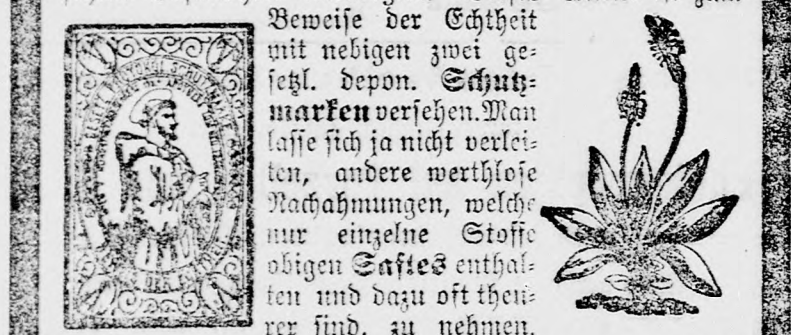 Beweise der Echtheit
mit nebigen zwei ge-
setzl. depon. Schutz-
marken versehen. Man
lasse sich ja nicht verlei-
ten, andere werthlose
Nachahmungen, welche
nur einzelne Stoffe
obigen Saftes enthal-
ten und dazu oft theu-
rer sind, zu nehmen.